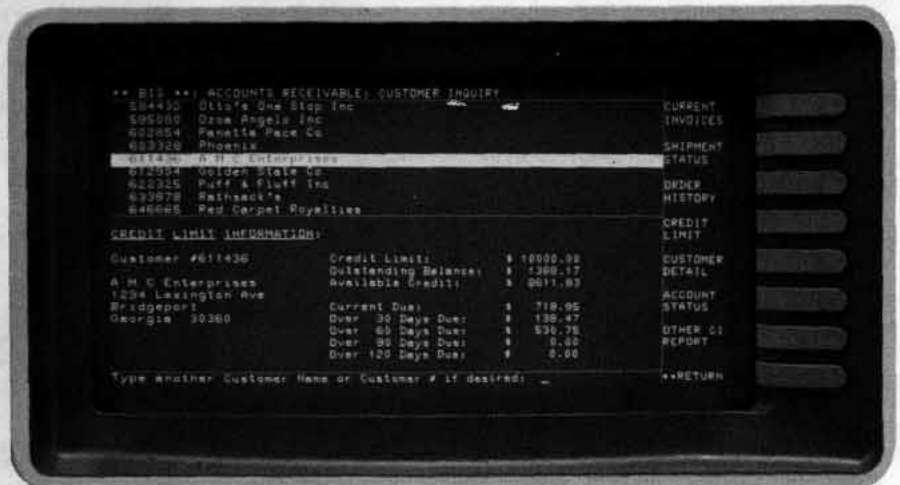 ** BIS **: ACCOUNTS RECEIVABLE: CUSTOMER INQUIRY
584430 Otto's One Stop Inc
595080 Ozoa Angelo Inc
602854 Panetta Pace Co
603328 Phoenix
611436 A M C Enterprises
612954 Golden State Co
622325 Puff & Fluff Inc
633978 Rainsack's
646665 Red Carpet Royalties
CREDIT LIMIT INFORMATION:
Customer #611436 Credit Limit: $ 10000.00
Outstanding Balance: $ 1388.17
A M C Enterprises Available Credit: $ 8611.83
1234 Lexington Ave
Bridgeport Current Due: $ 718.95
Georgia 30360 Over 30 Days Due: $ 138.47
Over 60 Days Due: $ 530.75
Over 90 Days Due: $ 0.00
Over 120 Days Due: $ 0.00
Type another Customer Name or Customer # if desired: _
CURRENT
INVOICES
SHIPMENT
STATUS
ORDER
HISTORY
CREDIT
LIMIT
CUSTOMER
DETAIL
ACCOUNT
STATUS
OTHER CI
REPORT
**RETURN